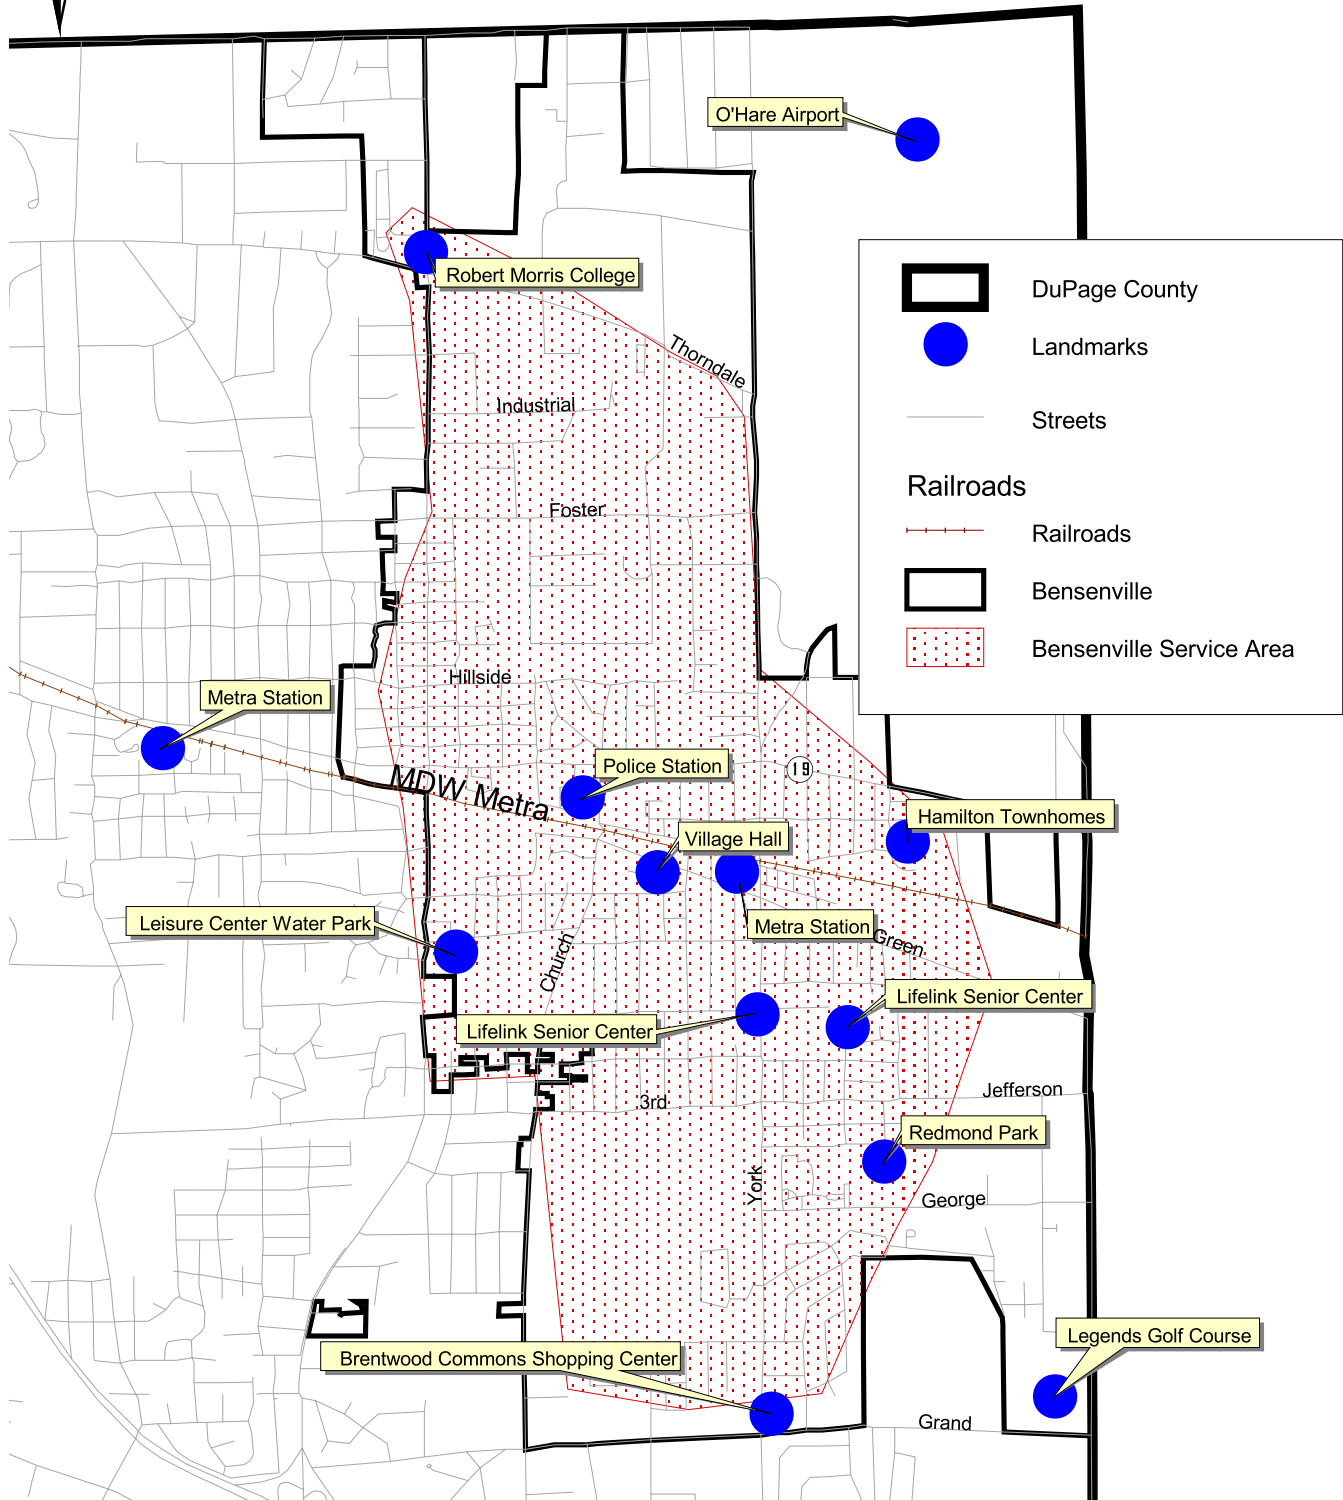 O'Hare Airport
Robert Morris College
DuPage County
Landmarks
Thorndale
Industrial
Streets
Railroads
Foster
Railroads
Bensenville
Bensenville Service Area
Hillside
Metra Station
Police Station
19
MDW Metra
Hamilton Townhomes
Village Hall
Leisure Center Water Park
Metra Station
Green
Church
Lifelink Senior Center
Lifelink Senior Center
Jefferson
3rd
Redmond Park
York
George
Legends Golf Course
Brentwood Commons Shopping Center
Grand